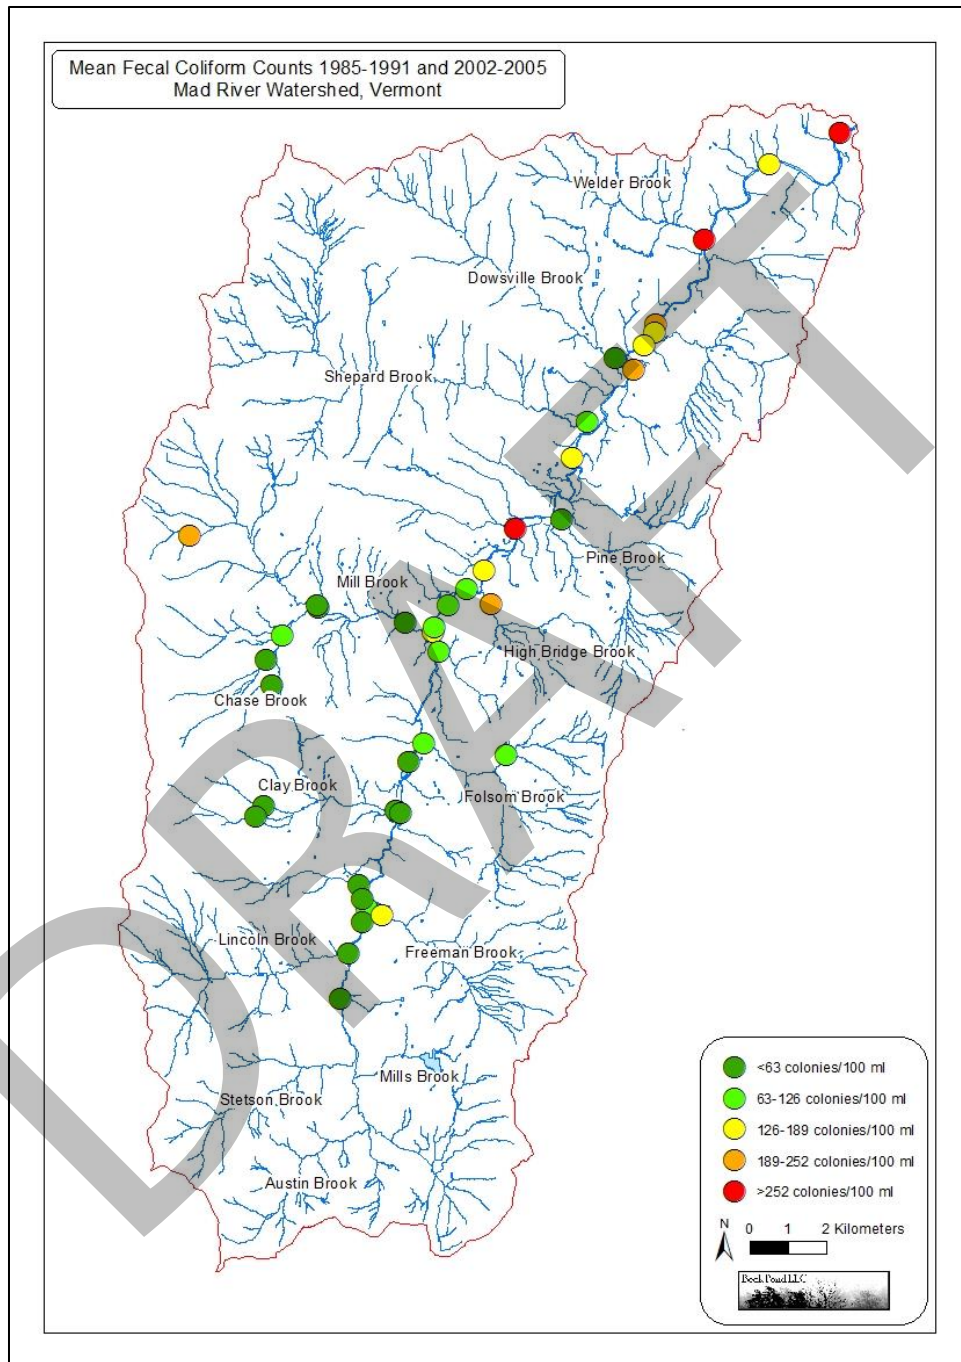 Mean Fecal Coliform Counts 1985-1991 and 2002-2005
Mad River Watershed, Vermont
Welder Brook
Dowsville Brook
Shepard Brook
Pine Brook
Mill Brook
High Bridge Brook
Chase Brook
Clay Brook
Folsom Brook
Lincoln Brook
Freeman Brook
Mills Brook
Stetson Brook
Austin Brook
DRAFT
<63 colonies/100 ml
63-126 colonies/100 ml
126-189 colonies/100 ml
189-252 colonies/100 ml
>252 colonies/100 ml
N
0 1 2 Kilometers
Beck Pond LLC